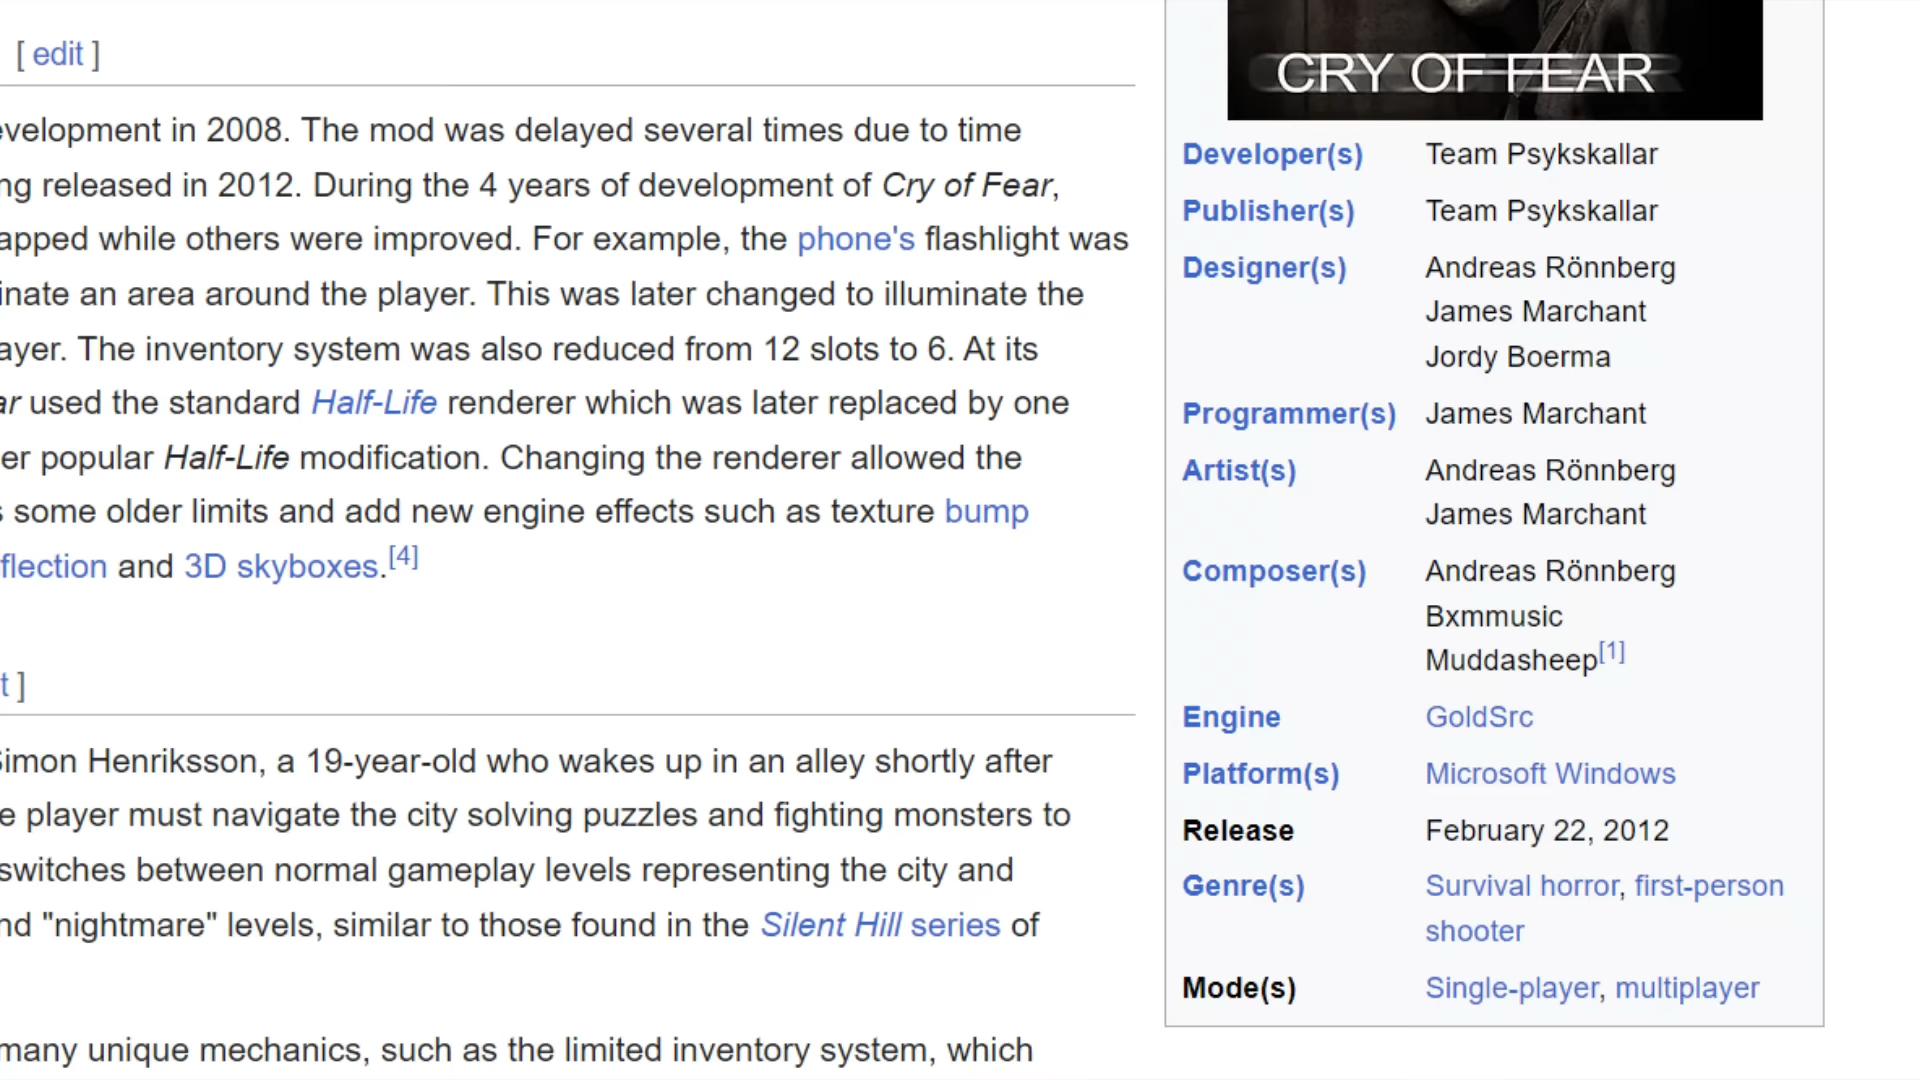 [ edit ]
evelopment in 2008. The mod was delayed several times due to time
ng released in 2012. During the 4 years of development of Cry of Fear,
apped while others were improved. For example, the phone's flashlight was
inate an area around the player. This was later changed to illuminate the
ayer. The inventory system was also reduced from 12 slots to 6. At its
ar used the standard Half-Life renderer which was later replaced by one
er popular Half-Life modification. Changing the renderer allowed the
s some older limits and add new engine effects such as texture bump
flection and 3D skyboxes.[4]
t ]
Simon Henriksson, a 19-year-old who wakes up in an alley shortly after
e player must navigate the city solving puzzles and fighting monsters to
switches between normal gameplay levels representing the city and
nd "nightmare" levels, similar to those found in the Silent Hill series of
many unique mechanics, such as the limited inventory system, which
CRY OF FEAR
Developer(s) Team Psykskallar
Publisher(s) Team Psykskallar
Designer(s) Andreas Rönnberg
James Marchant
Jordy Boerma
Programmer(s) James Marchant
Artist(s) Andreas Rönnberg
James Marchant
Composer(s) Andreas Rönnberg
Bxmmusic
Muddasheep[1]
Engine GoldSrc
Platform(s) Microsoft Windows
Release February 22, 2012
Genre(s) Survival horror, first-person
shooter
Mode(s) Single-player, multiplayer